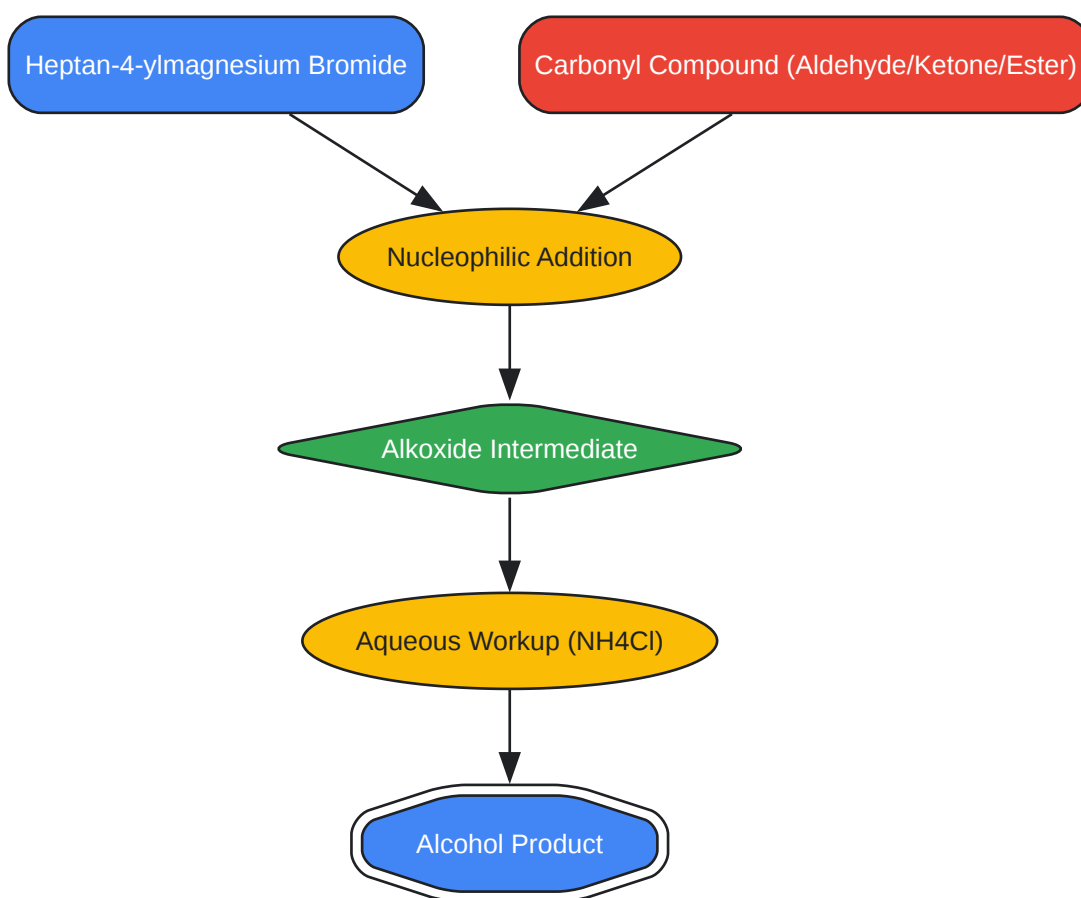 Heptan-4-ylmagnesium Bromide
Carbonyl Compound (Aldehyde/Ketone/Ester)
Nucleophilic Addition
Alkoxide Intermediate
Aqueous Workup (NH4Cl)
Alcohol Product